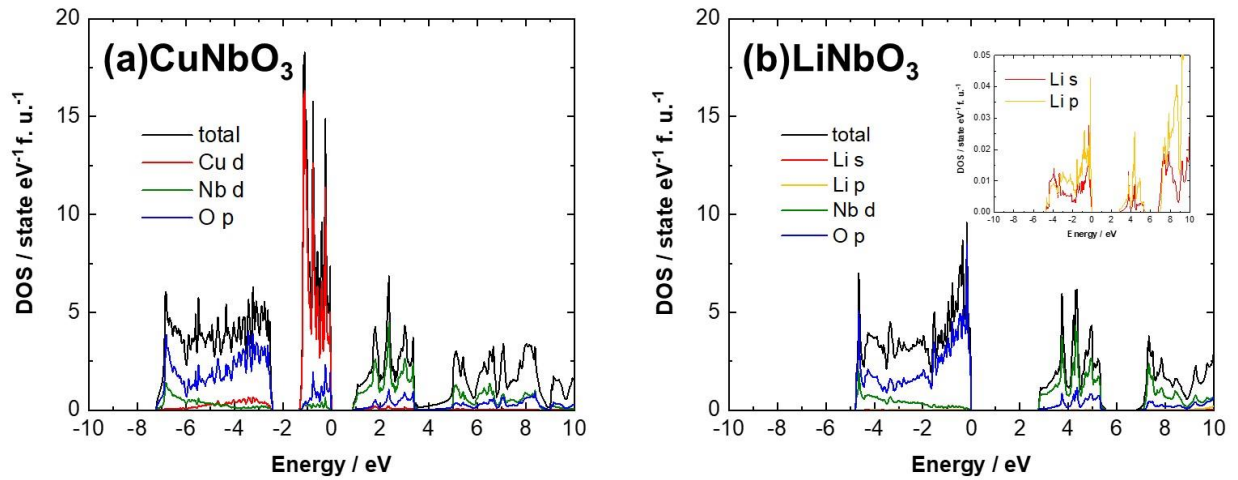 (a)CuNbO₃
total
Cu d
Nb d
O p
DOS / state eV⁻¹ f. u.⁻¹
20
15
10
5
0
-10 -8 -6 -4 -2 0 2 4 6 8 10
Energy / eV
(b)LiNbO₃
total
Li s
Li p
Nb d
O p
DOS / state eV⁻¹ f. u.⁻¹
20
15
10
5
0
-10 -8 -6 -4 -2 0 2 4 6 8 10
Energy / eV
Li s
Li p
DOS / state eV⁻¹ f. u.⁻¹
0.05
0.04
0.03
0.02
0.01
0.00
-10 -8 -6 -4 -2 0 2 4 6 8 10
Energy / eV